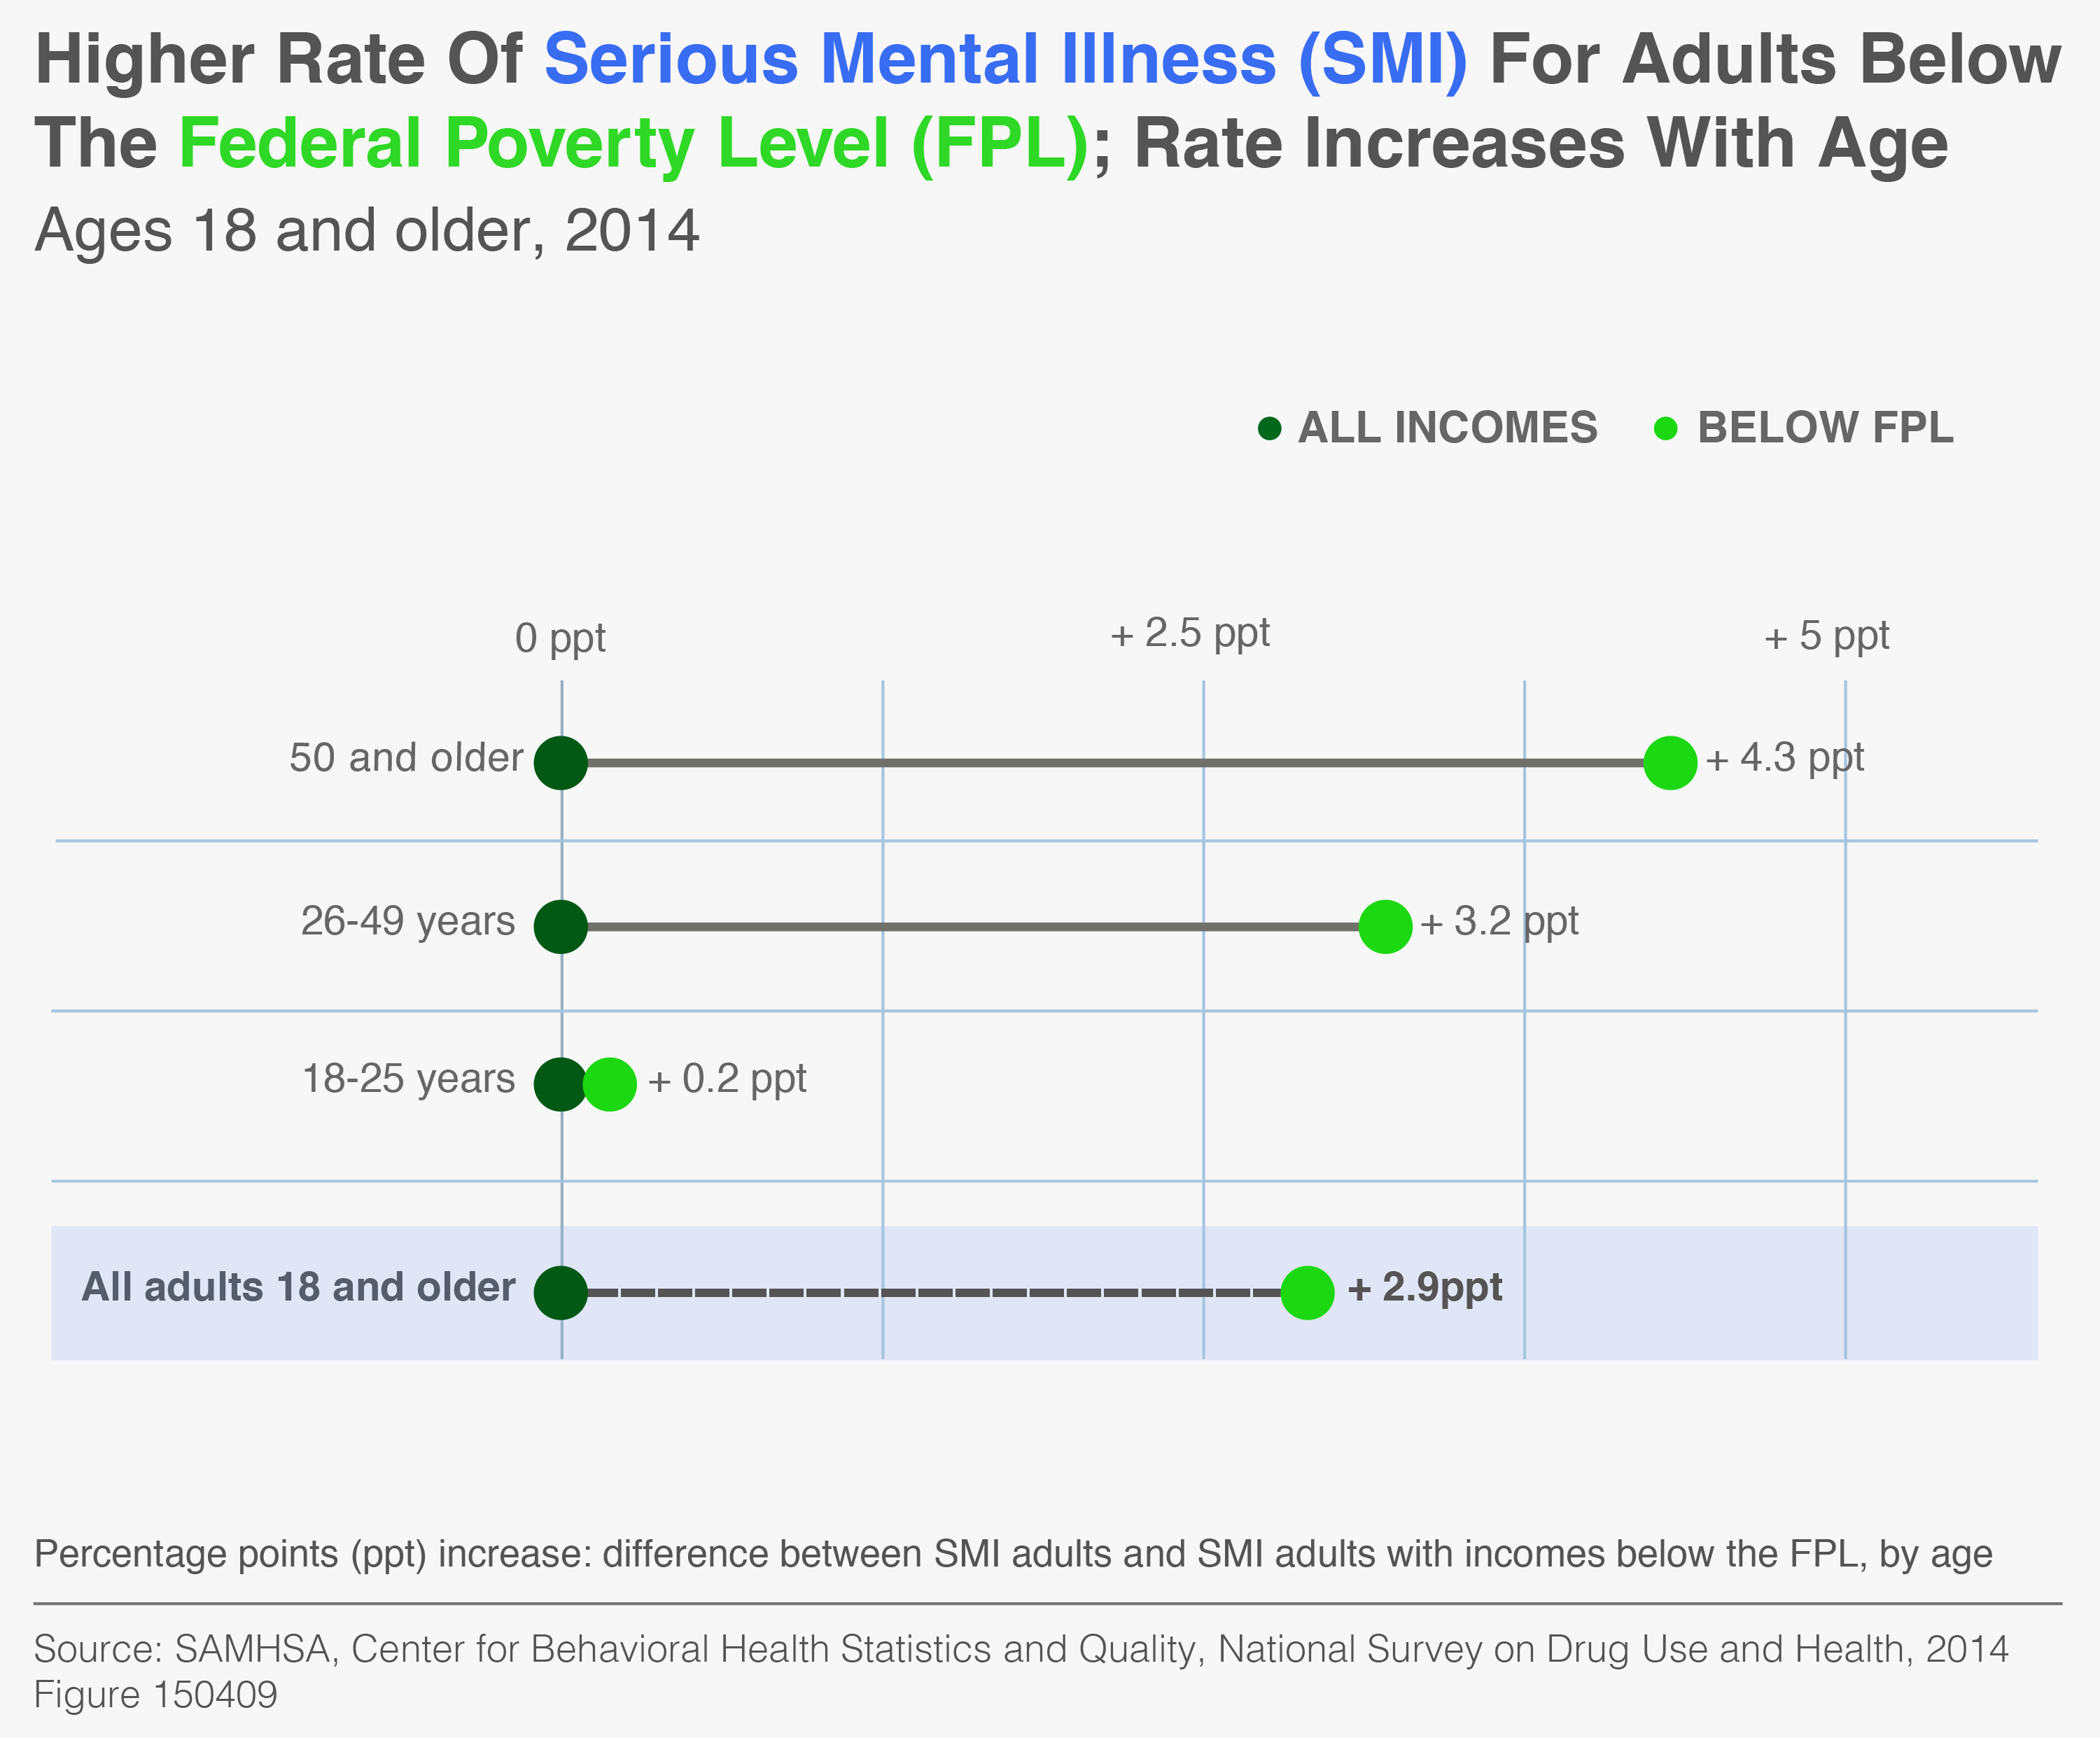 Higher Rate Of Serious Mental Illness (SMI) For Adults Below
The Federal Poverty Level (FPL); Rate Increases With Age
Ages 18 and older, 2014
ALL INCOMES
BELOW FPL
0 ppt
+ 2.5 ppt
+ 5 ppt
50 and older
+ 4.3 ppt
26-49 years
+ 3.2 ppt
18-25 years
+ 0.2 ppt
All adults 18 and older
+ 2.9ppt
Percentage points (ppt) increase: difference between SMI adults and SMI adults with incomes below the FPL, by age
Source: SAMHSA, Center for Behavioral Health Statistics and Quality, National Survey on Drug Use and Health, 2014
Figure 150409